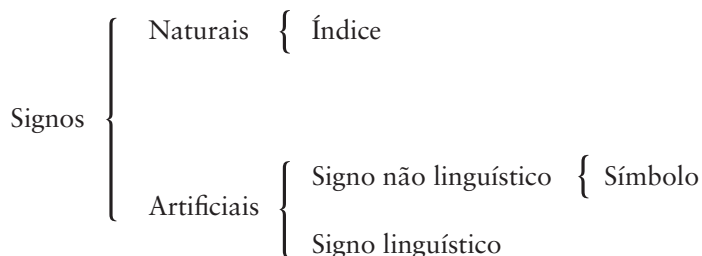 Naturais { Índice
Signos {
Signo não linguístico { Símbolo
Artificiais {
Signo linguístico